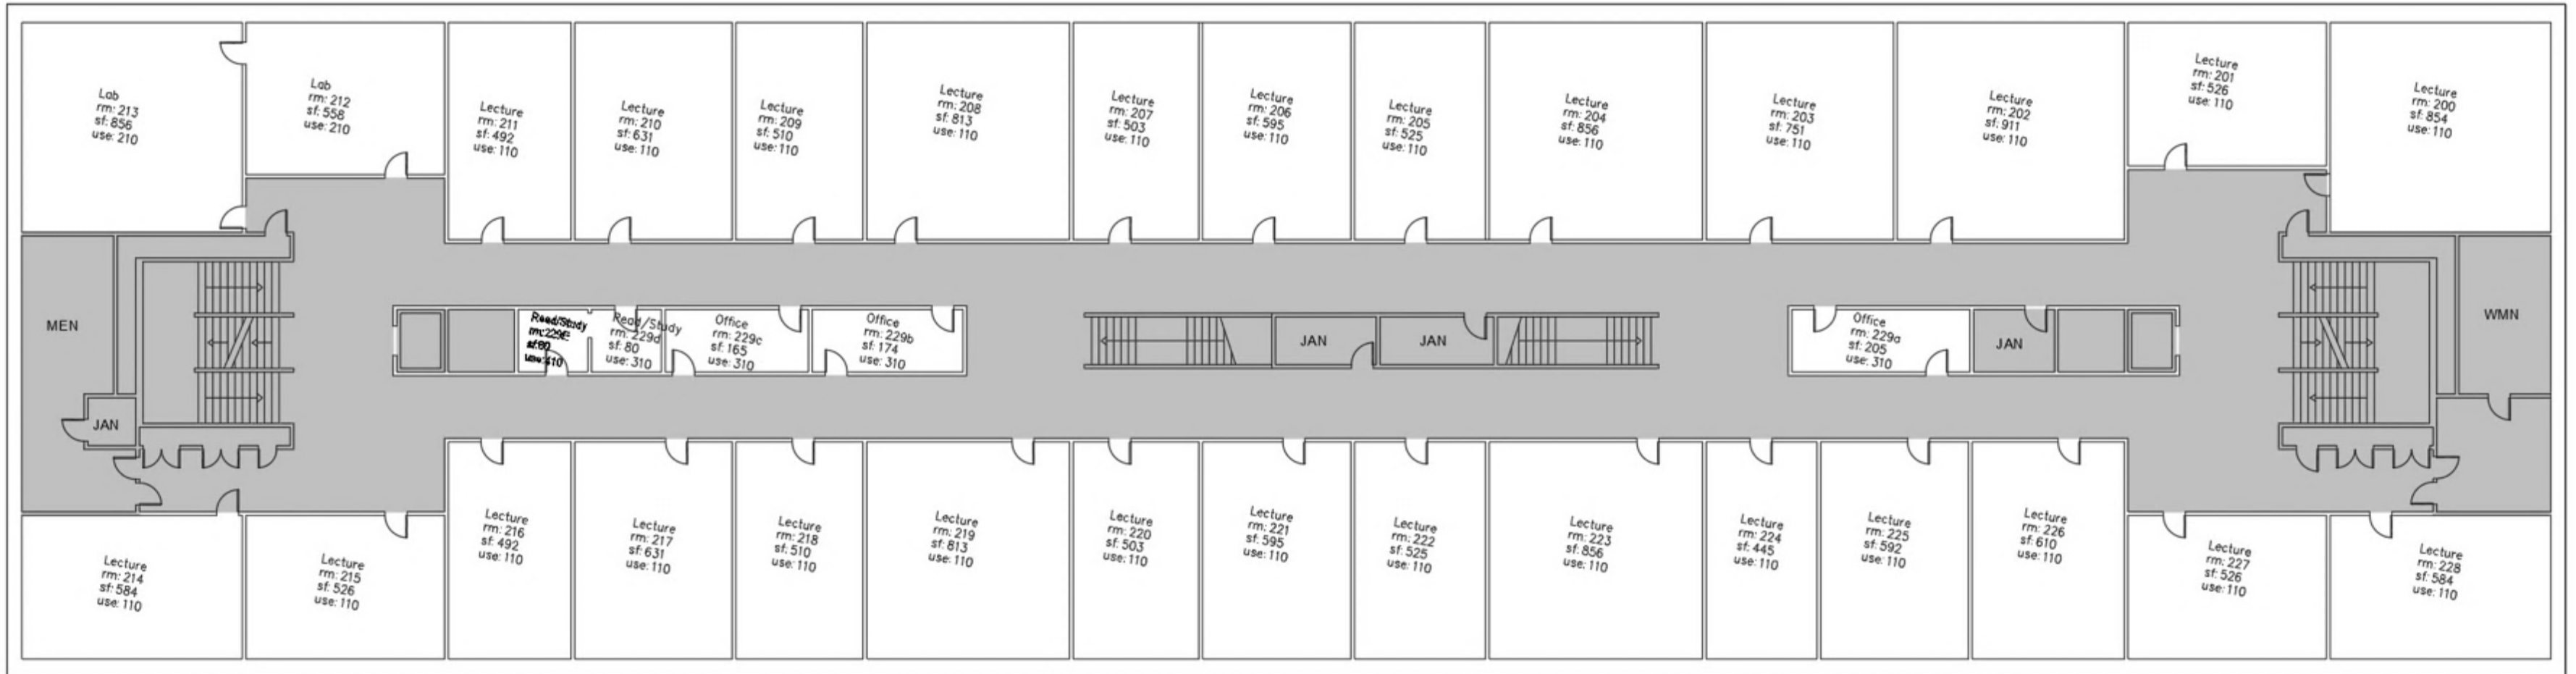 Lab
rm: 213
sf: 856
use: 210
Lab
rm: 212
sf: 558
use: 210
Lecture
rm: 211
sf: 492
use: 110
Lecture
rm: 210
sf: 631
use: 110
Lecture
rm: 209
sf: 510
use: 110
Lecture
rm: 208
sf: 813
use: 110
Lecture
rm: 207
sf: 503
use: 110
Lecture
rm: 206
sf: 595
use: 110
Lecture
rm: 205
sf: 525
use: 110
Lecture
rm: 204
sf: 856
use: 110
Lecture
rm: 203
sf: 751
use: 110
Lecture
rm: 202
sf: 911
use: 110
Lecture
rm: 201
sf: 526
use: 110
Lecture
rm: 200
sf: 854
use: 110
MEN
JAN
Read/Study
Read/Study
rm: 229d
sf: 80
use: 310
Office
rm: 229c
sf: 165
use: 310
Office
rm: 229b
sf: 174
use: 310
JAN
JAN
Office
rm: 229a
sf: 205
use: 310
JAN
WMN
Lecture
rm: 214
sf: 584
use: 110
Lecture
rm: 215
sf: 526
use: 110
Lecture
rm: 216
sf: 492
use: 110
Lecture
rm: 217
sf: 631
use: 110
Lecture
rm: 218
sf: 510
use: 110
Lecture
rm: 219
sf: 813
use: 110
Lecture
rm: 220
sf: 503
use: 110
Lecture
rm: 221
sf: 595
use: 110
Lecture
rm: 222
sf: 525
use: 110
Lecture
rm: 223
sf: 856
use: 110
Lecture
rm: 224
sf: 445
use: 110
Lecture
rm: 225
sf: 592
use: 110
Lecture
rm: 226
sf: 610
use: 110
Lecture
rm: 227
sf: 526
use: 110
Lecture
rm: 228
sf: 584
use: 110